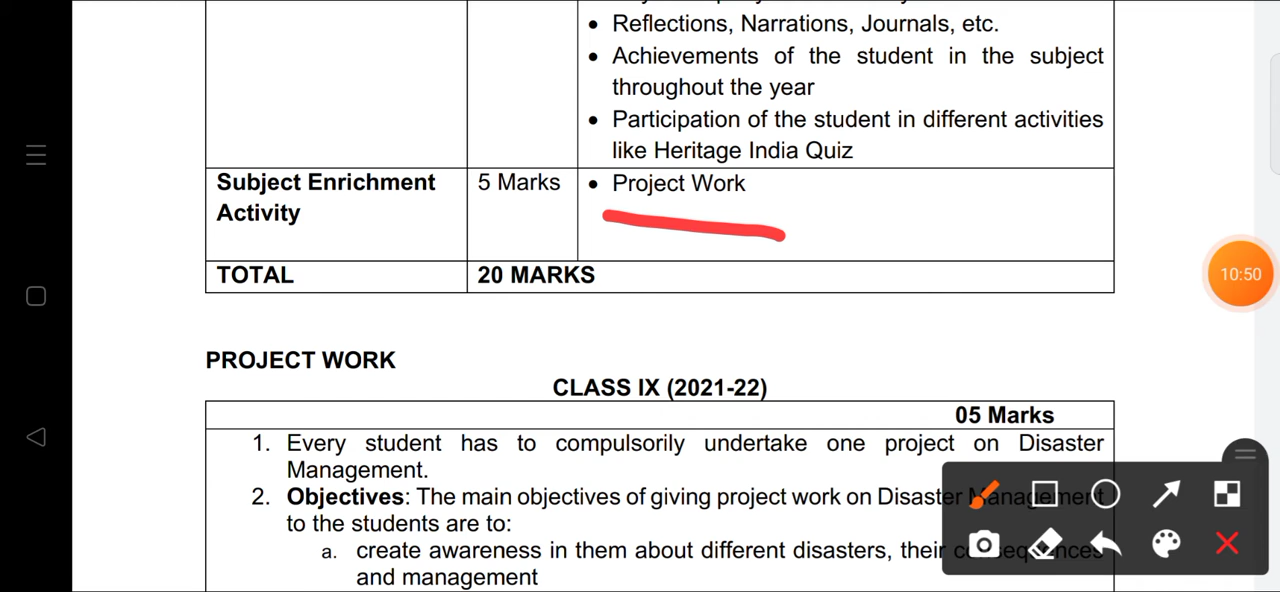 Reflections, Narrations, Journals, etc.
Achievements of the student in the subject
throughout the year
Participation of the student in different activities
like Heritage India Quiz
Subject Enrichment
Activity
5 Marks
Project Work
TOTAL
20 MARKS
10:50
PROJECT WORK
CLASS IX (2021-22)
05 Marks
1. Every student has to compulsorily undertake one project on Disaster
Management.
2. Objectives: The main objectives of giving project work on Disaster Management
to the students are to:
a. create awareness in them about different disasters, their consequences
and management